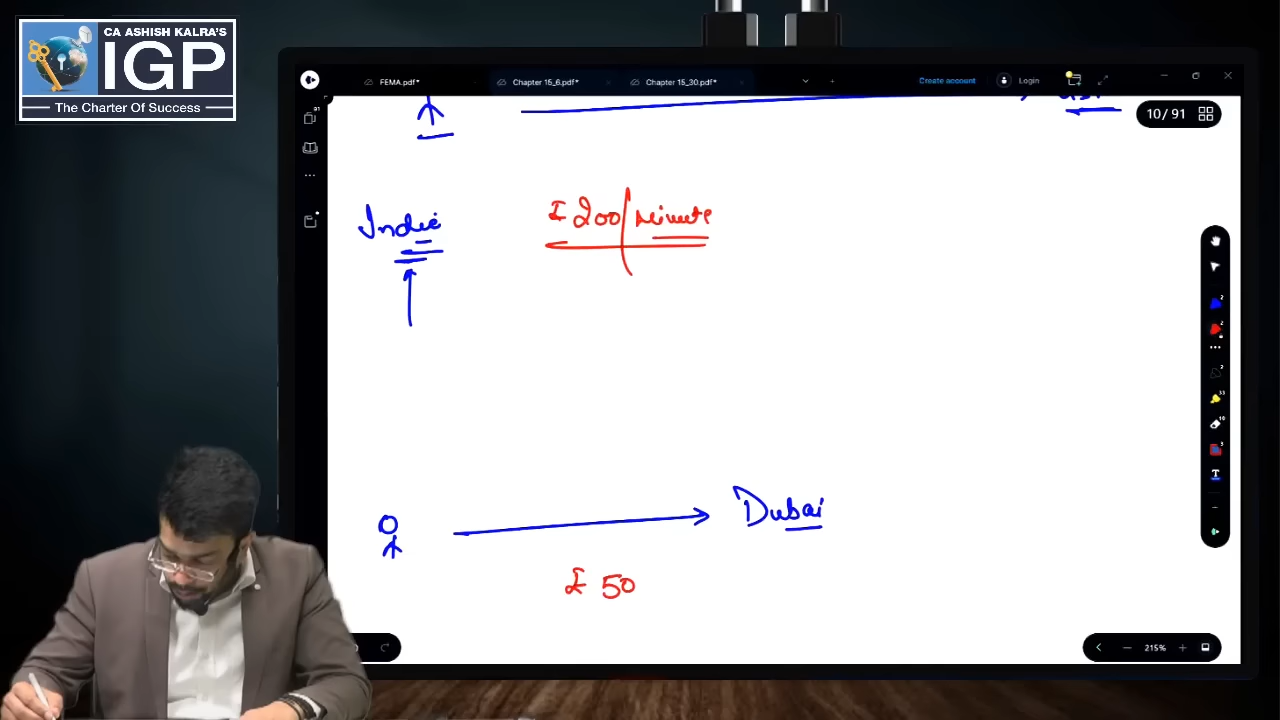 CA ASHISH KALRA'S
IGP
The Charter Of Success
FEMA.pdf*
Chapter 15_6.pdf*
Chapter 15_30.pdf*
Create account
Login
10/ 91
India
₹ 200 / Minute
Dubai
₹ 50
215%